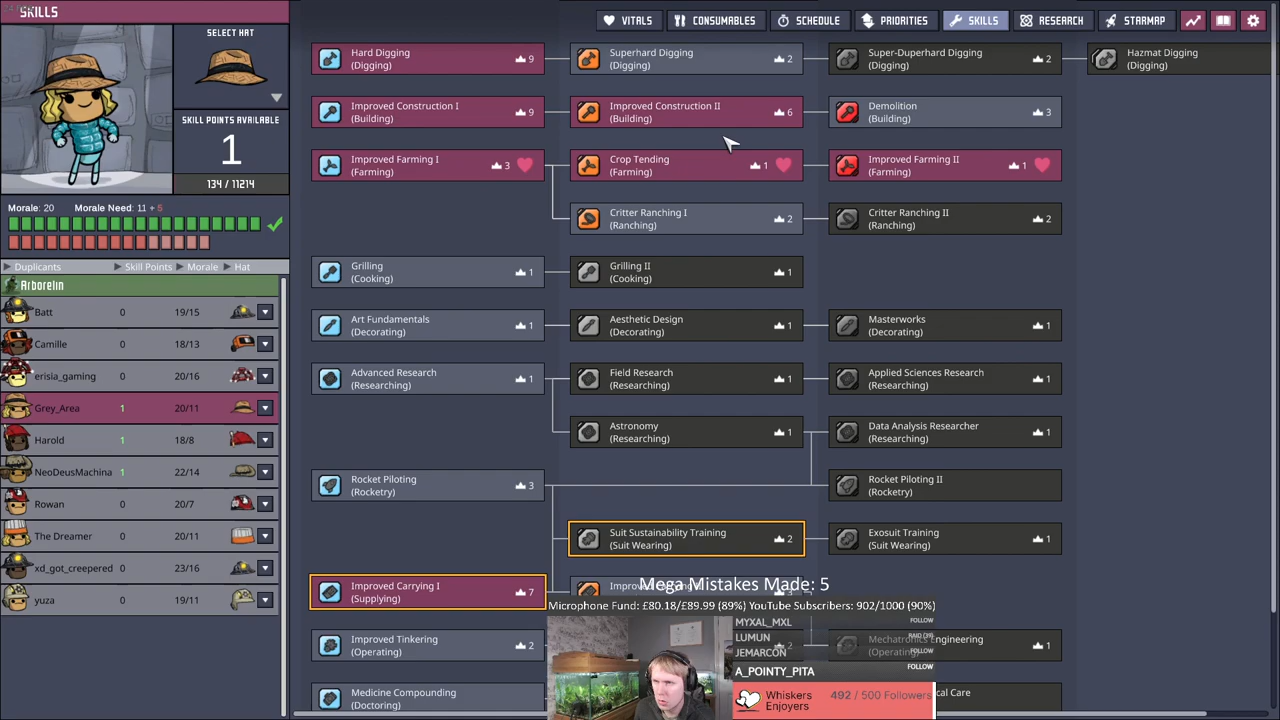 SKILLS
VITALS
CONSUMABLES
SCHEDULE
PRIORITIES
SKILLS
RESEARCH
STARMAP
SELECT HAT
SKILL POINTS AVAILABLE
1
134 / 11214
Morale: 20 Morale Need: 11 + 5
Duplicants Skill Points Morale Hat
Arborelin
Batt 0 19/15
Camille 0 18/13
erisia_gaming 0 20/16
Grey_Area 1 20/11
Harold 1 18/8
NeoDeusMachina 1 22/14
Rowan 0 20/7
The Dreamer 0 20/11
xd_got_creepered 0 23/16
yuza 0 19/11
Hard Digging
(Digging)
9
Superhard Digging
(Digging)
2
Super-Duperhard Digging
(Digging)
2
Hazmat Digging
(Digging)
Improved Construction I
(Building)
9
Improved Construction II
(Building)
6
Demolition
(Building)
3
Improved Farming I
(Farming)
3
Crop Tending
(Farming)
1
Improved Farming II
(Farming)
1
Critter Ranching I
(Ranching)
2
Critter Ranching II
(Ranching)
2
Grilling
(Cooking)
1
Grilling II
(Cooking)
1
Art Fundamentals
(Decorating)
1
Aesthetic Design
(Decorating)
1
Masterworks
(Decorating)
1
Advanced Research
(Researching)
1
Field Research
(Researching)
1
Applied Sciences Research
(Researching)
1
Astronomy
(Researching)
1
Data Analysis Researcher
(Researching)
1
Rocket Piloting
(Rocketry)
3
Rocket Piloting II
(Rocketry)
Suit Sustainability Training
(Suit Wearing)
2
Exosuit Training
(Suit Wearing)
1
Improved Carrying I
(Supplying)
7
Mega Mistakes Made: 5
Microphone Fund: £80.18/£89.99 (89%) YouTube Subscribers: 902/1000 (90%)
Improved Tinkering
(Operating)
2
Mechatronics Engineering
(Operating)
1
Medicine Compounding
(Doctoring)
MYXAL_MXL FOLLOW
LUMUN RAID (39)
JEMARCON FOLLOW
A_POINTY_PITA FOLLOW
Whiskers
Enjoyers
492 / 500 Followers